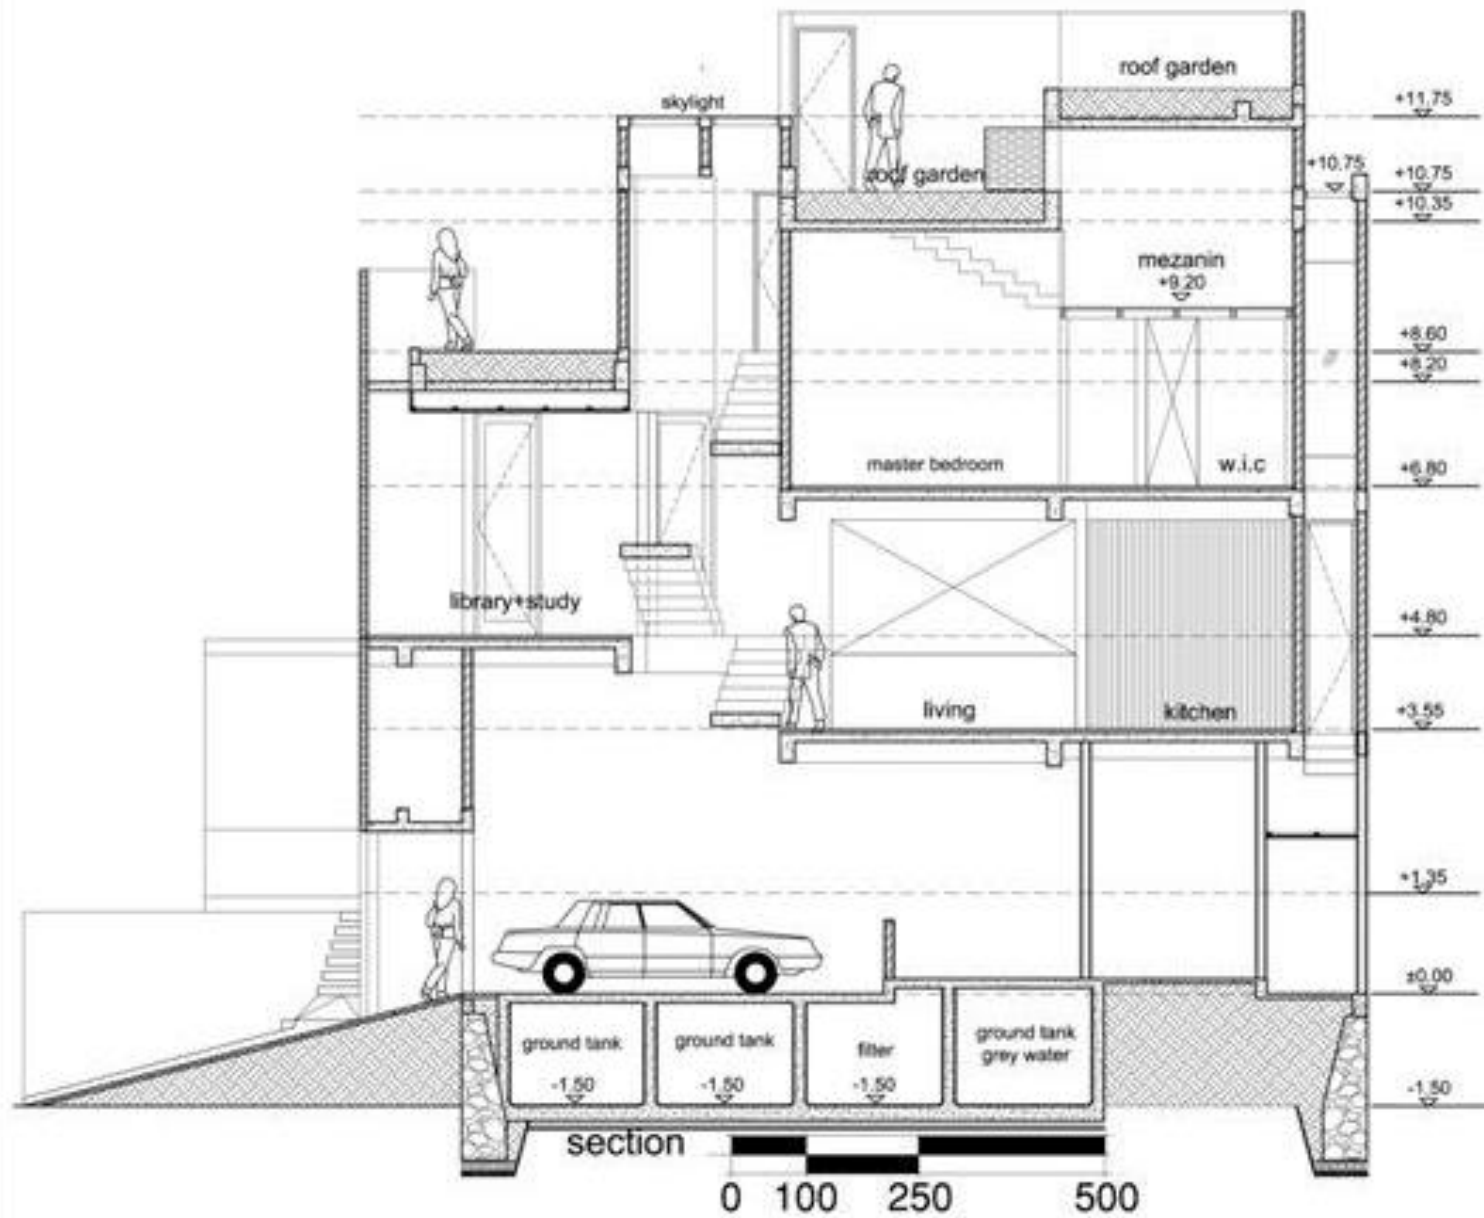 roof garden
+11.75
skylight
+10.75
+10.75
roof garden
+10.35
mezanin
+9.20
+8.60
+8.20
master bedroom
w.i.c
+6.80
library+study
+4.80
living
kitchen
+3.55
+1.35
±0.00
ground tank
ground tank
filter
ground tank
grey water
-1.50
-1.50
-1.50
-1.50
section
0 100 250 500